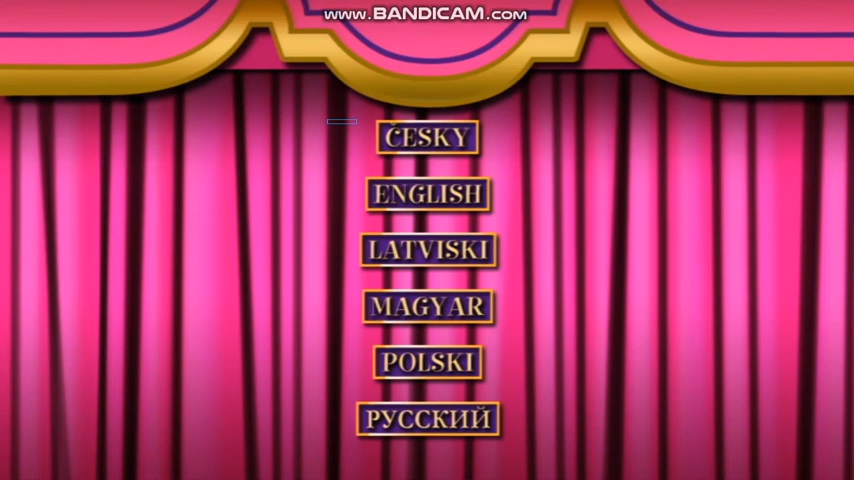 www.BANDICAM.com
ČESKY
ENGLISH
LATVISKI
MAGYAR
POLSKI
РУССКИЙ